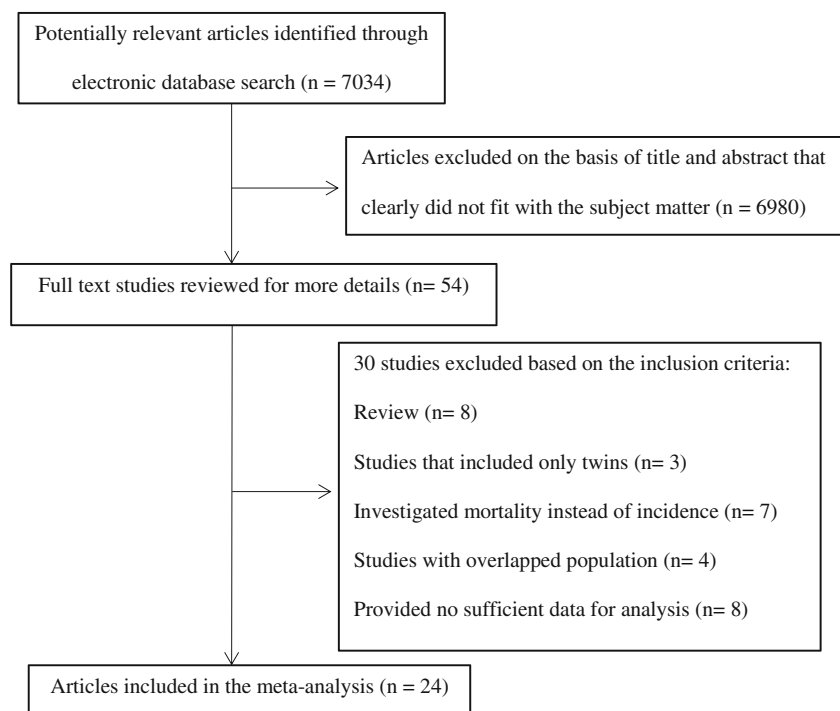 Potentially relevant articles identified through
electronic database search (n = 7034)
Articles excluded on the basis of title and abstract that
clearly did not fit with the subject matter (n = 6980)
Full text studies reviewed for more details (n= 54)
30 studies excluded based on the inclusion criteria:
Review (n= 8)
Studies that included only twins (n= 3)
Investigated mortality instead of incidence (n= 7)
Studies with overlapped population (n= 4)
Provided no sufficient data for analysis (n= 8)
Articles included in the meta-analysis (n = 24)